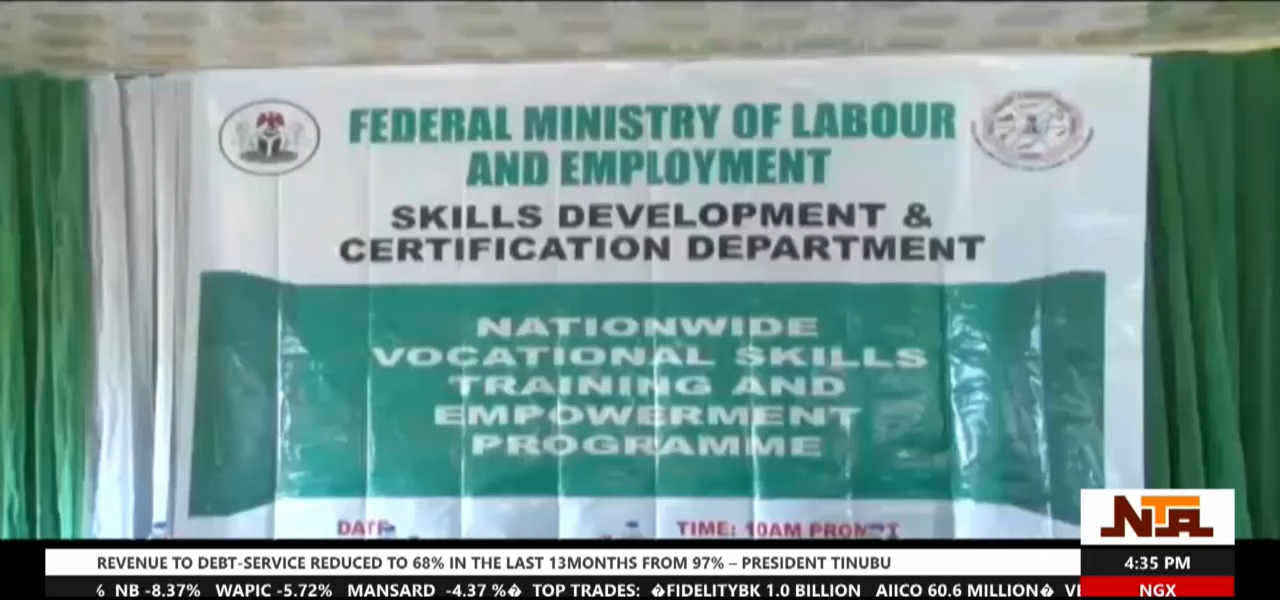 FEDERAL MINISTRY OF LABOUR
AND EMPLOYMENT
SKILLS DEVELOPMENT &
CERTIFICATION DEPARTMENT
NATIONWIDE
VOCATIONAL SKILLS
TRAINING AND
EMPOWERMENT
PROGRAMME
DATE
TIME: 10AM PROMPT
NTA
REVENUE TO DEBT-SERVICE REDUCED TO 68% IN THE LAST 13MONTHS FROM 97% – PRESIDENT TINUBU
4:35 PM
% NB -8.37% WAPIC -5.72% MANSARD -4.37 %� TOP TRADES: �FIDELITYBK 1.0 BILLION AIICO 60.6 MILLION�
NGX